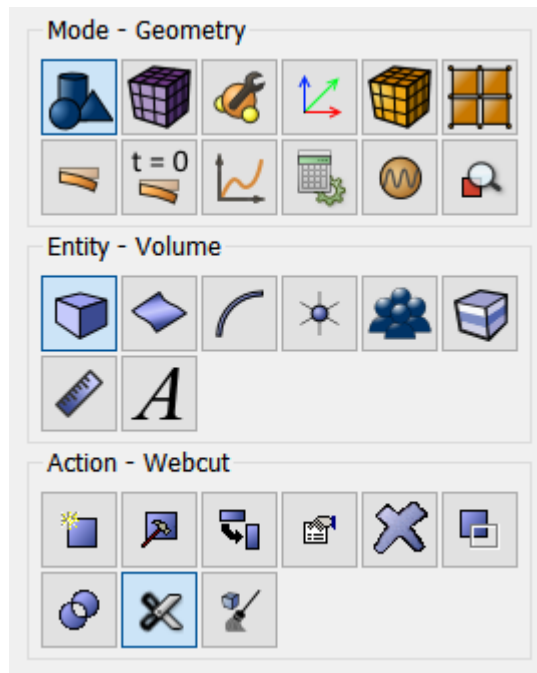 Mode - Geometry
t = 0
Entity - Volume
A
Action - Webcut